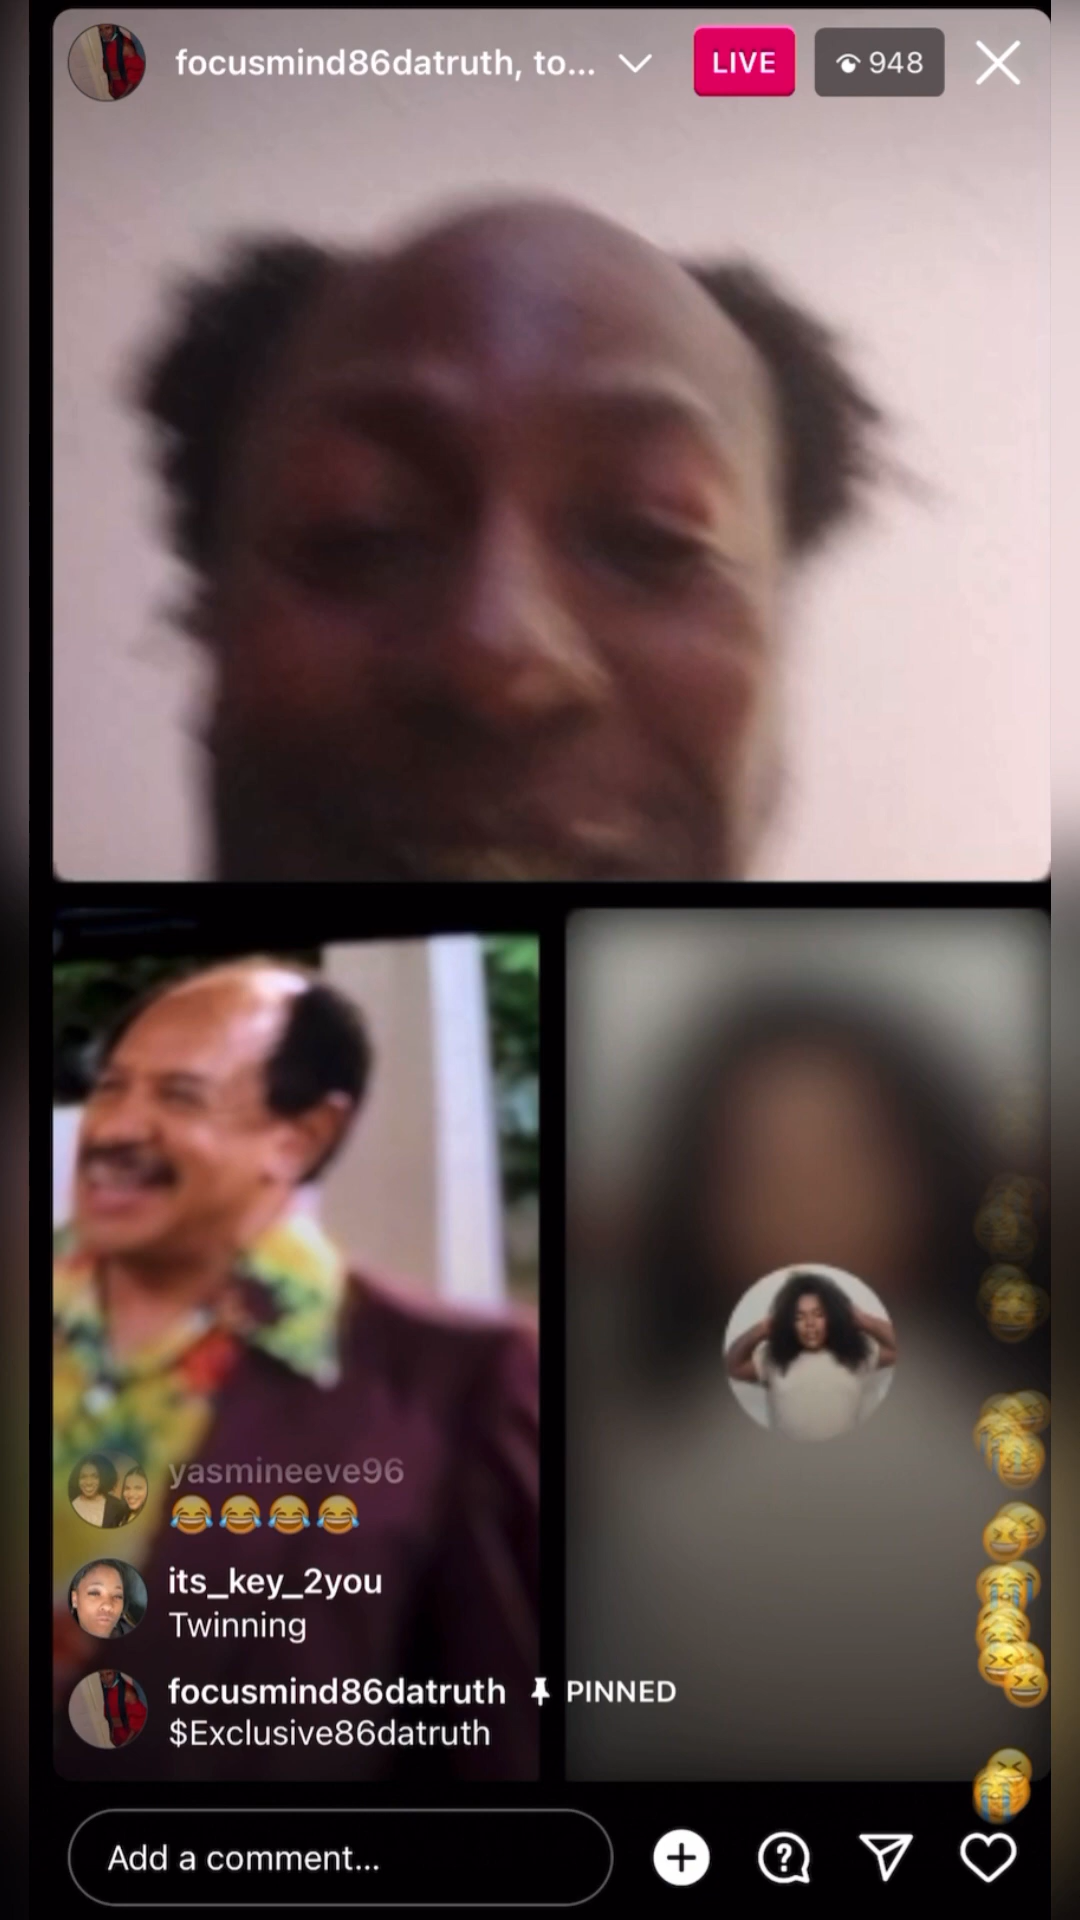 focusmind86datruth, to...
LIVE
948
yasmineeve96
😂😂😂😂
its_key_2you
Twinning
focusmind86datruth PINNED
$Exclusive86datruth
Add a comment...